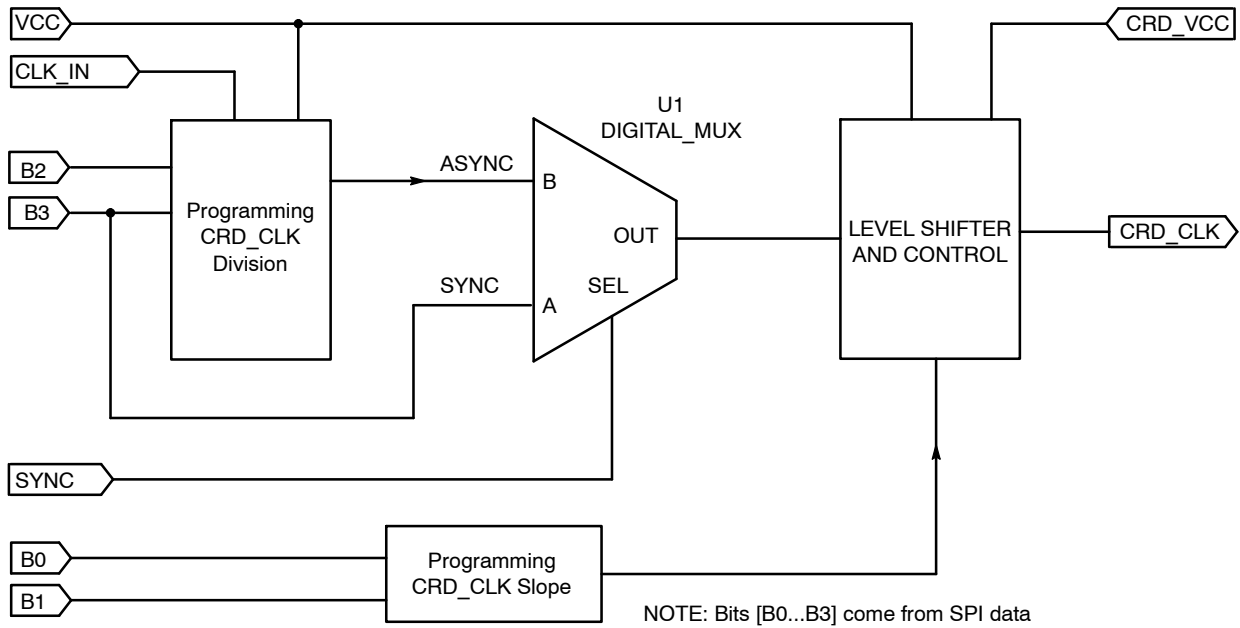 VCC
CRD_VCC
CLK_IN
U1
DIGITAL_MUX
B2
B3
Programming
CRD_CLK
Division
ASYNC
B
OUT
SEL
SYNC
A
LEVEL SHIFTER
AND CONTROL
CRD_CLK
SYNC
B0
B1
Programming
CRD_CLK Slope
NOTE: Bits [B0...B3] come from SPI data